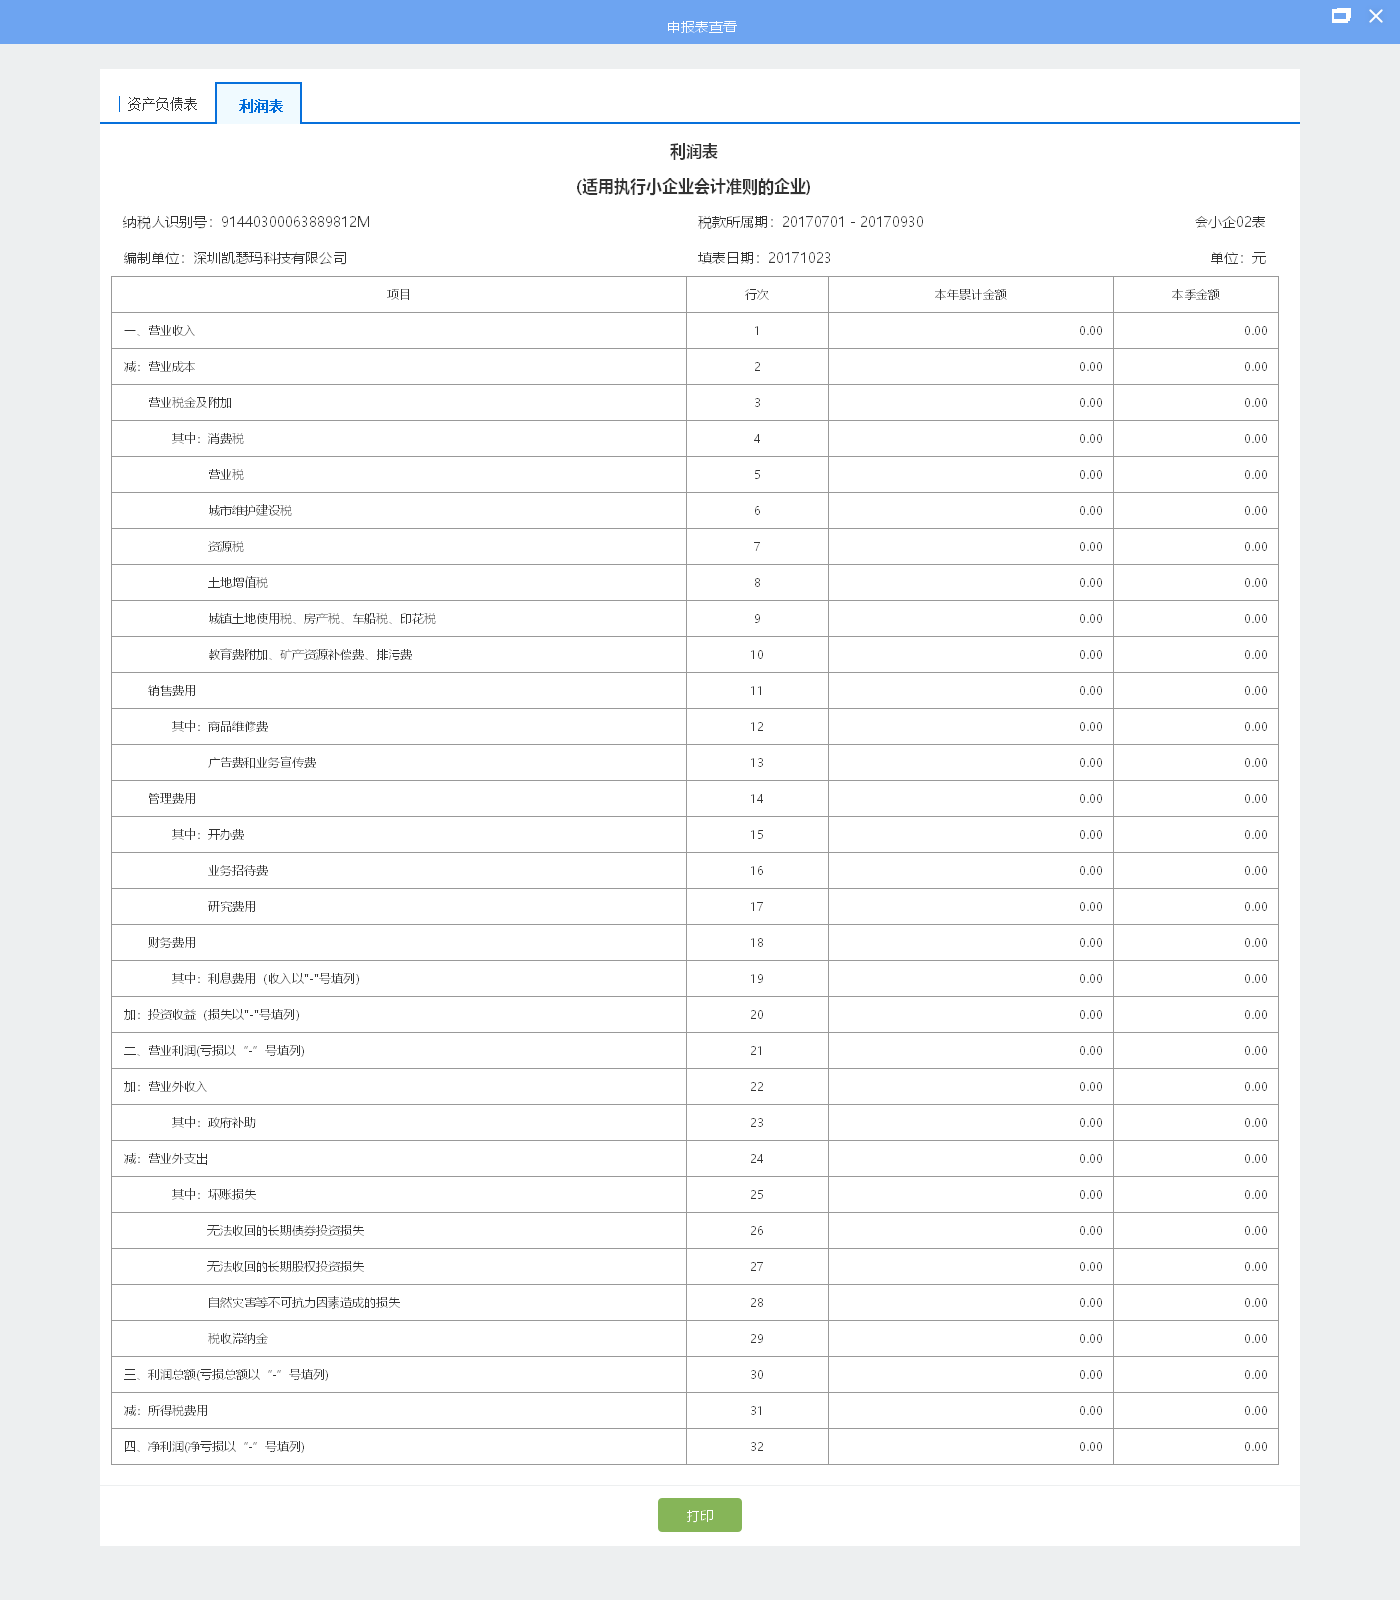 申报表查看
资产负债表 利润表
利润表
(适用执行小企业会计准则的企业)
纳税人识别号：91440300063889812M 税款所属期：20170701 - 20170930 会小企02表
编制单位：深圳凯瑟玛科技有限公司 填表日期：20171023 单位：元
项目 行次 本年累计金额 本季金额
一、营业收入 1 0.00 0.00
减：营业成本 2 0.00 0.00
营业税金及附加 3 0.00 0.00
其中：消费税 4 0.00 0.00
营业税 5 0.00 0.00
城市维护建设税 6 0.00 0.00
资源税 7 0.00 0.00
土地增值税 8 0.00 0.00
城镇土地使用税、房产税、车船税、印花税 9 0.00 0.00
教育费附加、矿产资源补偿费、排污费 10 0.00 0.00
销售费用 11 0.00 0.00
其中：商品维修费 12 0.00 0.00
广告费和业务宣传费 13 0.00 0.00
管理费用 14 0.00 0.00
其中：开办费 15 0.00 0.00
业务招待费 16 0.00 0.00
研究费用 17 0.00 0.00
财务费用 18 0.00 0.00
其中：利息费用（收入以"-"号填列） 19 0.00 0.00
加：投资收益（损失以"-"号填列） 20 0.00 0.00
二、营业利润(亏损以“-”号填列) 21 0.00 0.00
加：营业外收入 22 0.00 0.00
其中：政府补助 23 0.00 0.00
减：营业外支出 24 0.00 0.00
其中：坏账损失 25 0.00 0.00
无法收回的长期债券投资损失 26 0.00 0.00
无法收回的长期股权投资损失 27 0.00 0.00
自然灾害等不可抗力因素造成的损失 28 0.00 0.00
税收滞纳金 29 0.00 0.00
三、利润总额(亏损总额以“-”号填列) 30 0.00 0.00
减：所得税费用 31 0.00 0.00
四、净利润(净亏损以“-”号填列) 32 0.00 0.00
打印